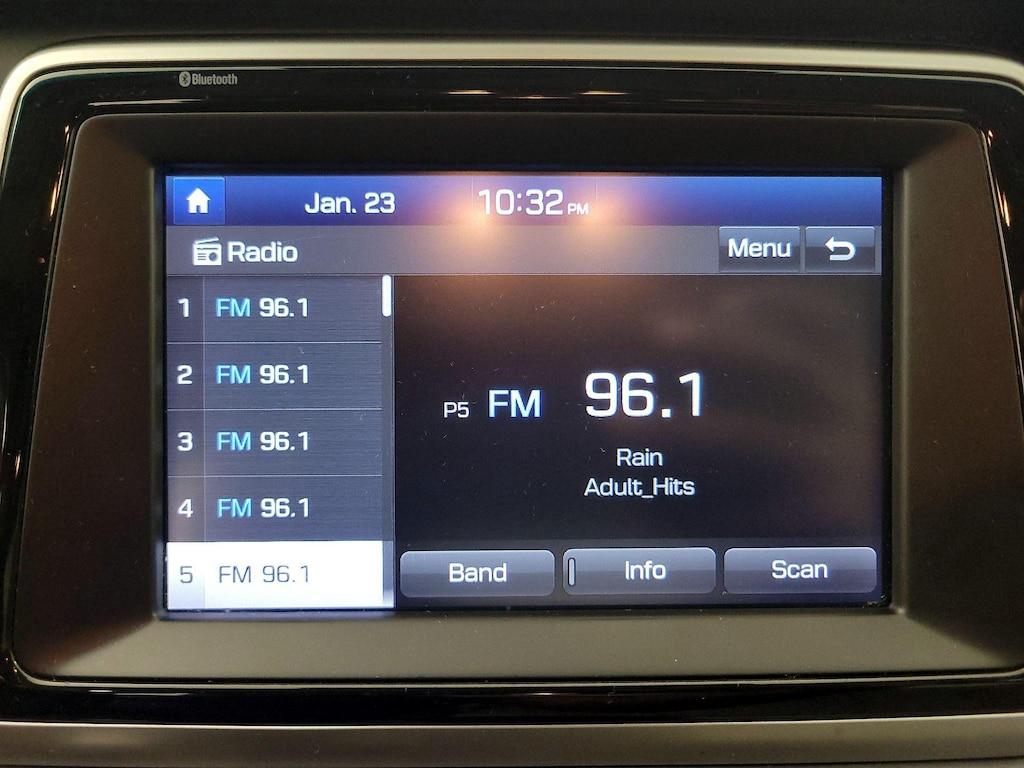 Bluetooth
Jan. 23
10:32 PM
Radio
Menu
1 FM 96.1
2 FM 96.1
3 FM 96.1
4 FM 96.1
5 FM 96.1
P5 FM 96.1
Rain
Adult_Hits
Band
Info
Scan